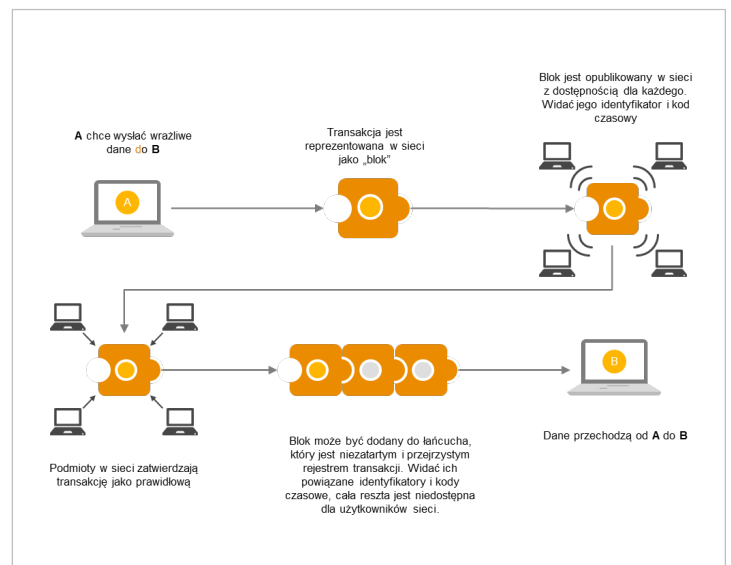 A chce wysłać wrażliwe
dane do B
A
Transakcja jest
reprezentowana w sieci
jako „blok”
Blok jest opublikowany w sieci
z dostępnością dla każdego.
Widać jego identyfikator i kod
czasowy
Podmioty w sieci zatwierdzają
transakcję jako prawidłową
Blok może być dodany do łańcucha,
który jest niezatartym i przejrzystym
rejestrem transakcji. Widać ich
powiązane identyfikatory i kody
czasowe, cała reszta jest niedostępna
dla użytkowników sieci.
B
Dane przechodzą od A do B